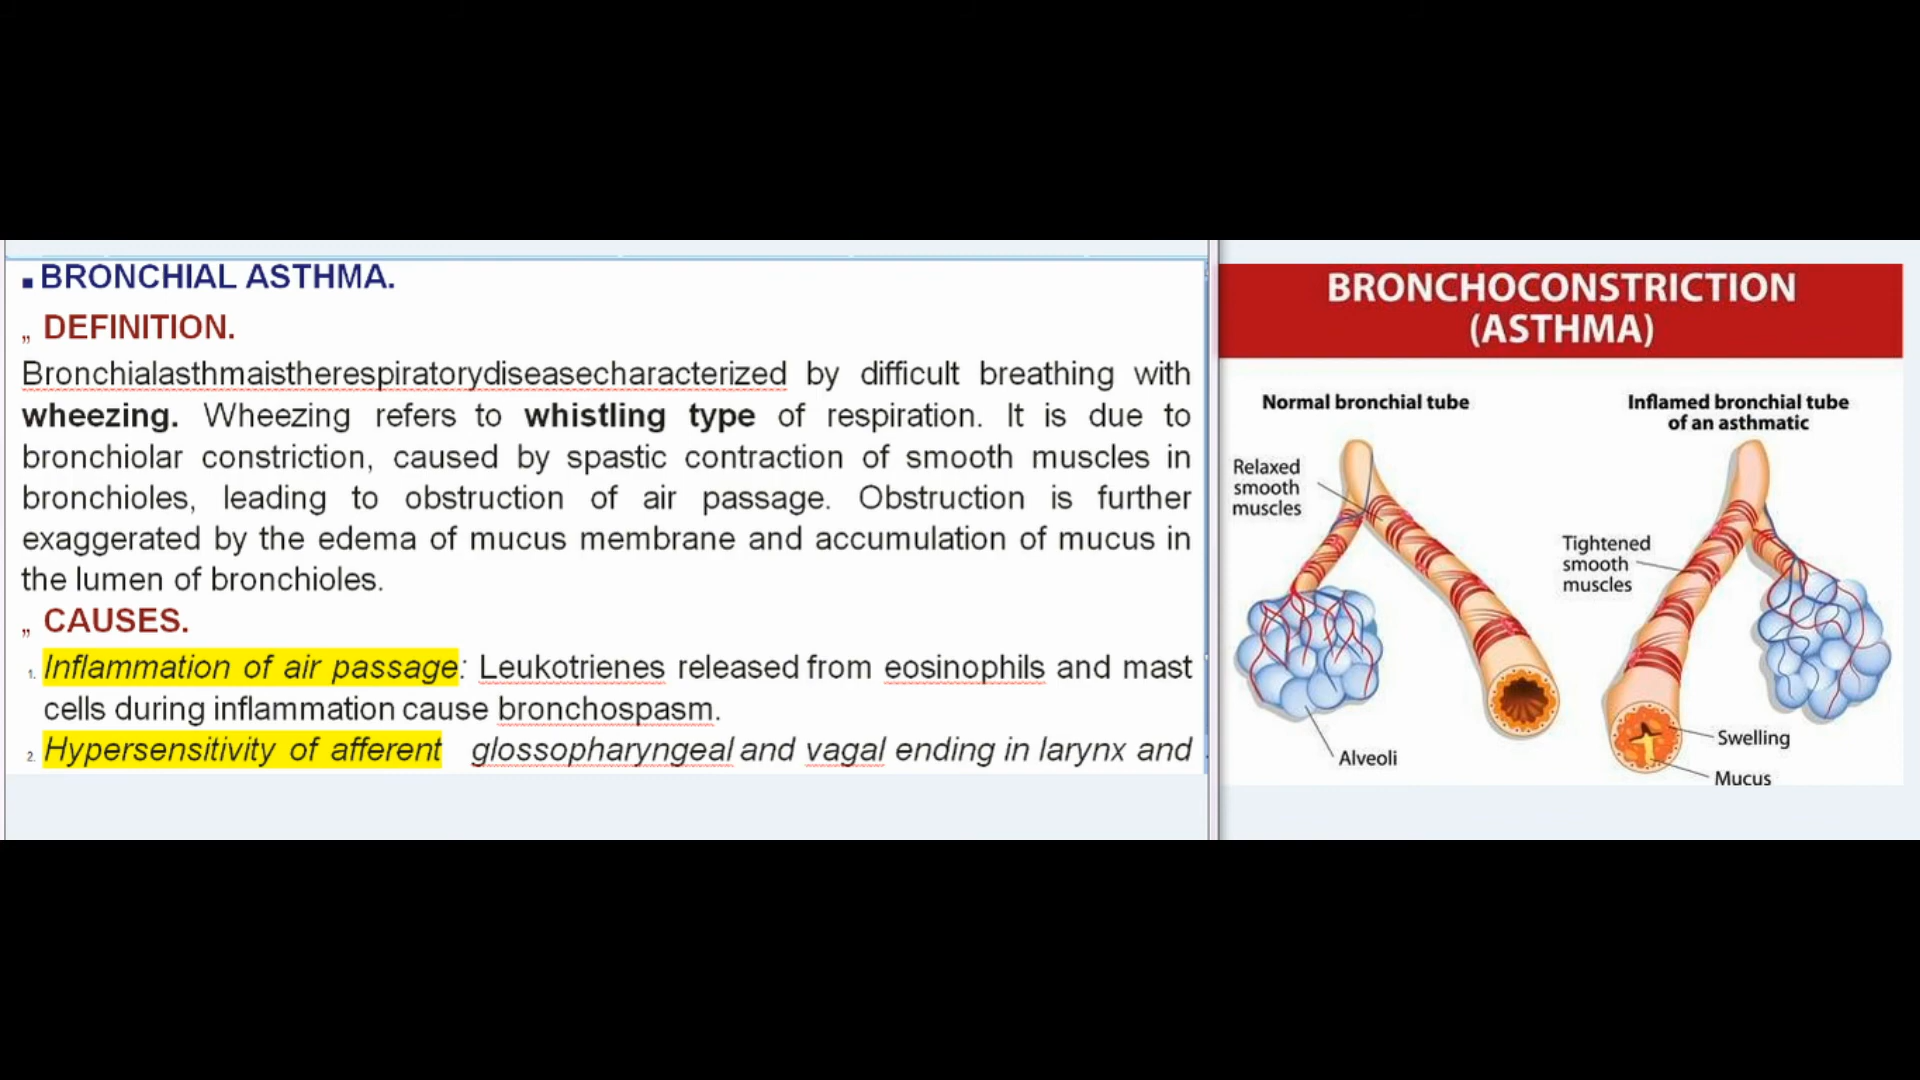 ▪ BRONCHIAL ASTHMA.
„ DEFINITION.
Bronchialasthmaistherespiratorydiseasecharacterized by difficult breathing with
wheezing. Wheezing refers to whistling type of respiration. It is due to
bronchiolar constriction, caused by spastic contraction of smooth muscles in
bronchioles, leading to obstruction of air passage. Obstruction is further
exaggerated by the edema of mucus membrane and accumulation of mucus in
the lumen of bronchioles.
„ CAUSES.
1. Inflammation of air passage: Leukotrienes released from eosinophils and mast
cells during inflammation cause bronchospasm.
2. Hypersensitivity of afferent glossopharyngeal and vagal ending in larynx and
BRONCHOCONSTRICTION
(ASTHMA)
Normal bronchial tube
Relaxed
smooth
muscles
Alveoli
Inflamed bronchial tube
of an asthmatic
Tightened
smooth
muscles
Swelling
Mucus